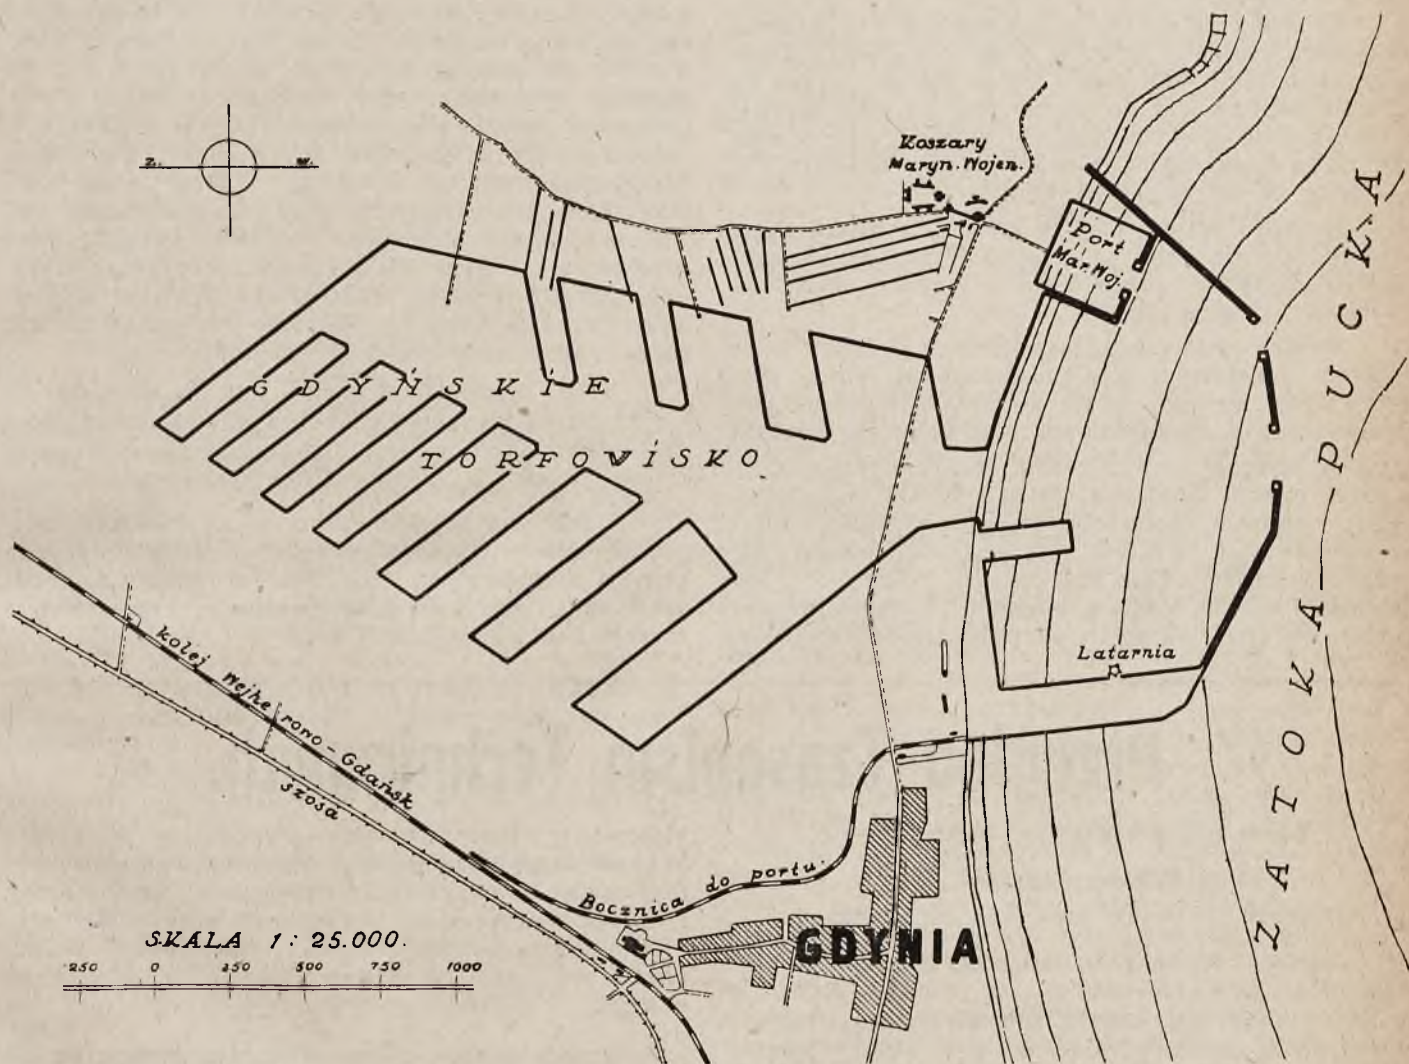 Koszary
Maryn. Wojen.
z. w.
Port
Mar. Woj.
GDYŃSKIE
TORFOWISKO
ZATOKA PUCKA
Latarnia
kolej Wejherowo-Gdańsk
szosa
Bocznica do portu.
GDYNIA
SKALA 1: 25.000.
250 0 250 500 750 1000